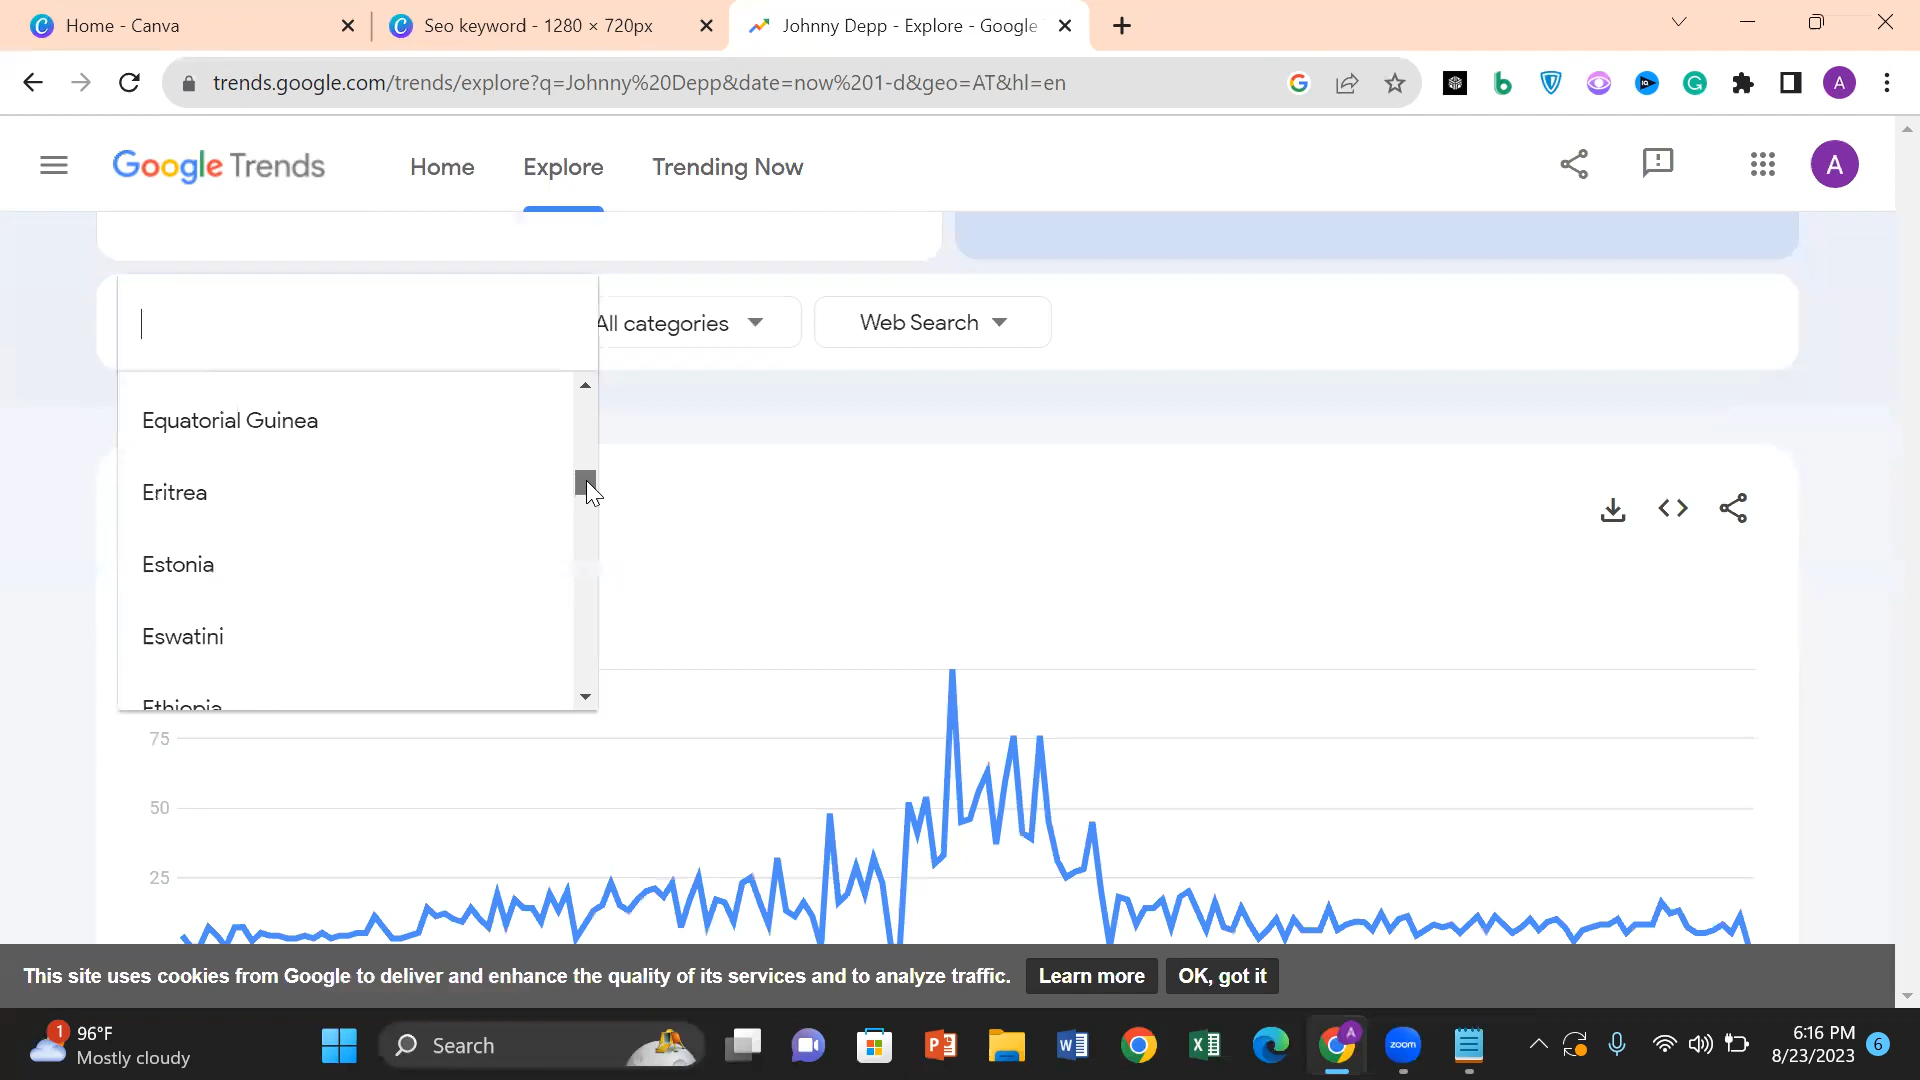 Home - Canva
Seo keyword - 1280 × 720px
Johnny Depp - Explore - Google
trends.google.com/trends/explore?q=Johnny%20Depp&date=now%201-d&geo=AT&hl=en
A
Google Trends
Home
Explore
Trending Now
A
All categories
Web Search
Equatorial Guinea
Eritrea
Estonia
Eswatini
Ethiopia
75
50
25
This site uses cookies from Google to deliver and enhance the quality of its services and to analyze traffic.
Learn more
OK, got it
1
96°F
Mostly cloudy
Search
zoom
A
6:16 PM
8/23/2023
6